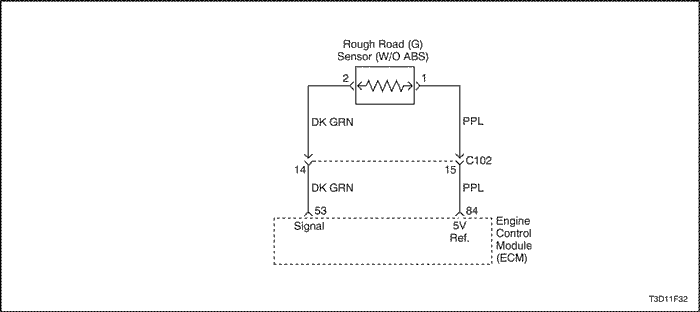 Rough Road (G)
Sensor (W/O ABS)
2 1
DK GRN PPL
14 15 C102
DK GRN PPL
53 84
Signal 5V
Ref.
Engine
Control
Module
(ECM)
T3D11F32